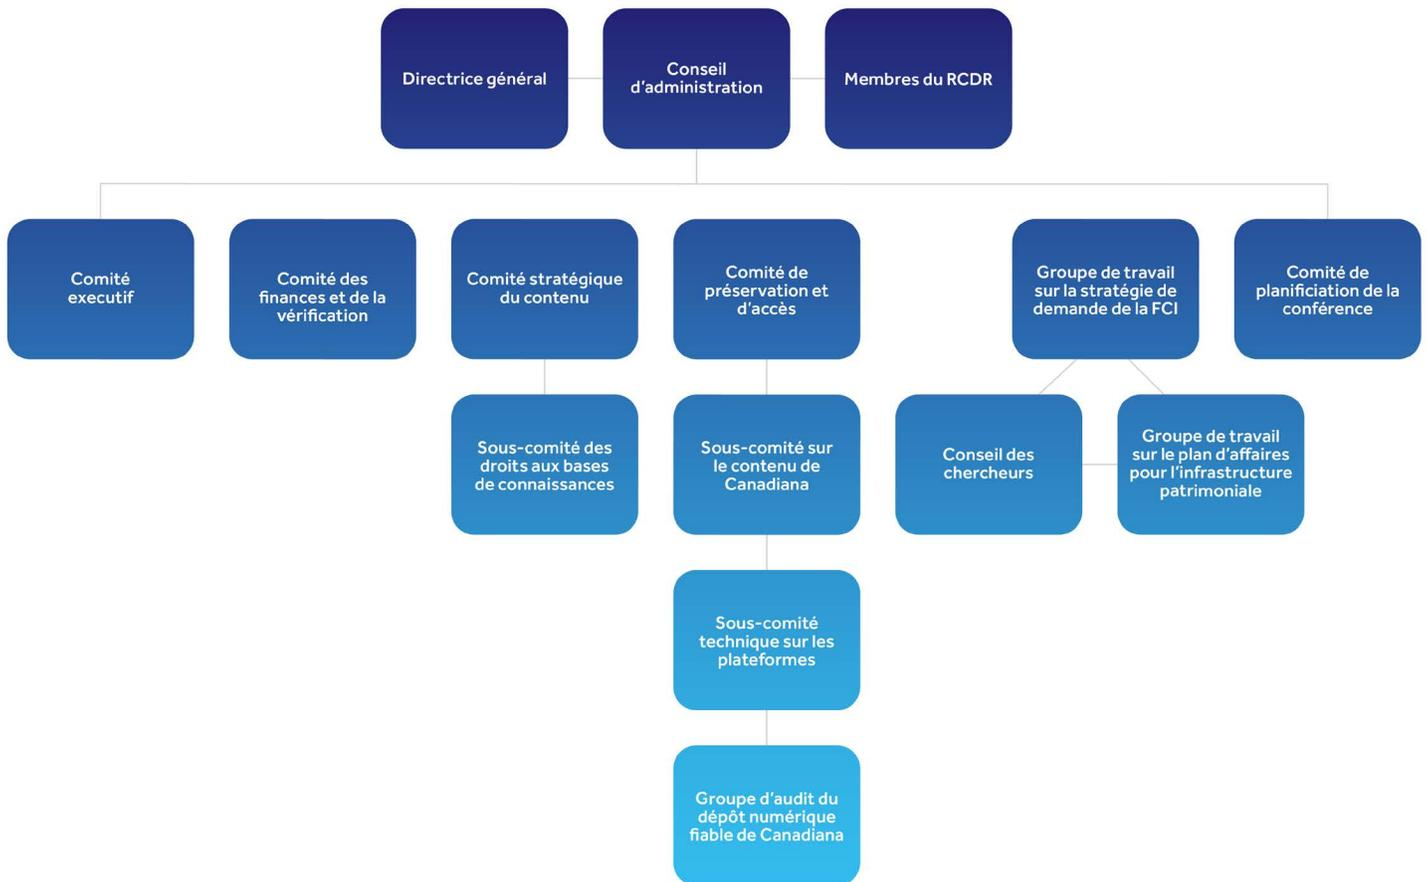 Directrice général
Conseil
d'administration
Membres du RCDR
Comité
executif
Comité des
finances et de la
vérification
Comité stratégique
du contenu
Comité de
préservation et
d'accès
Groupe de travail
sur la stratégie de
demande de la FCI
Comité de
planificiation de la
conférence
Sous-comité des
droits aux bases
de connaissances
Sous-comité sur
le contenu de
Canadiana
Conseil des
chercheurs
Groupe de travail
sur le plan d'affaires
pour l'infrastructure
patrimoniale
Sous-comité
technique sur les
plateformes
Groupe d'audit du
dépôt numérique
fiable de Canadiana